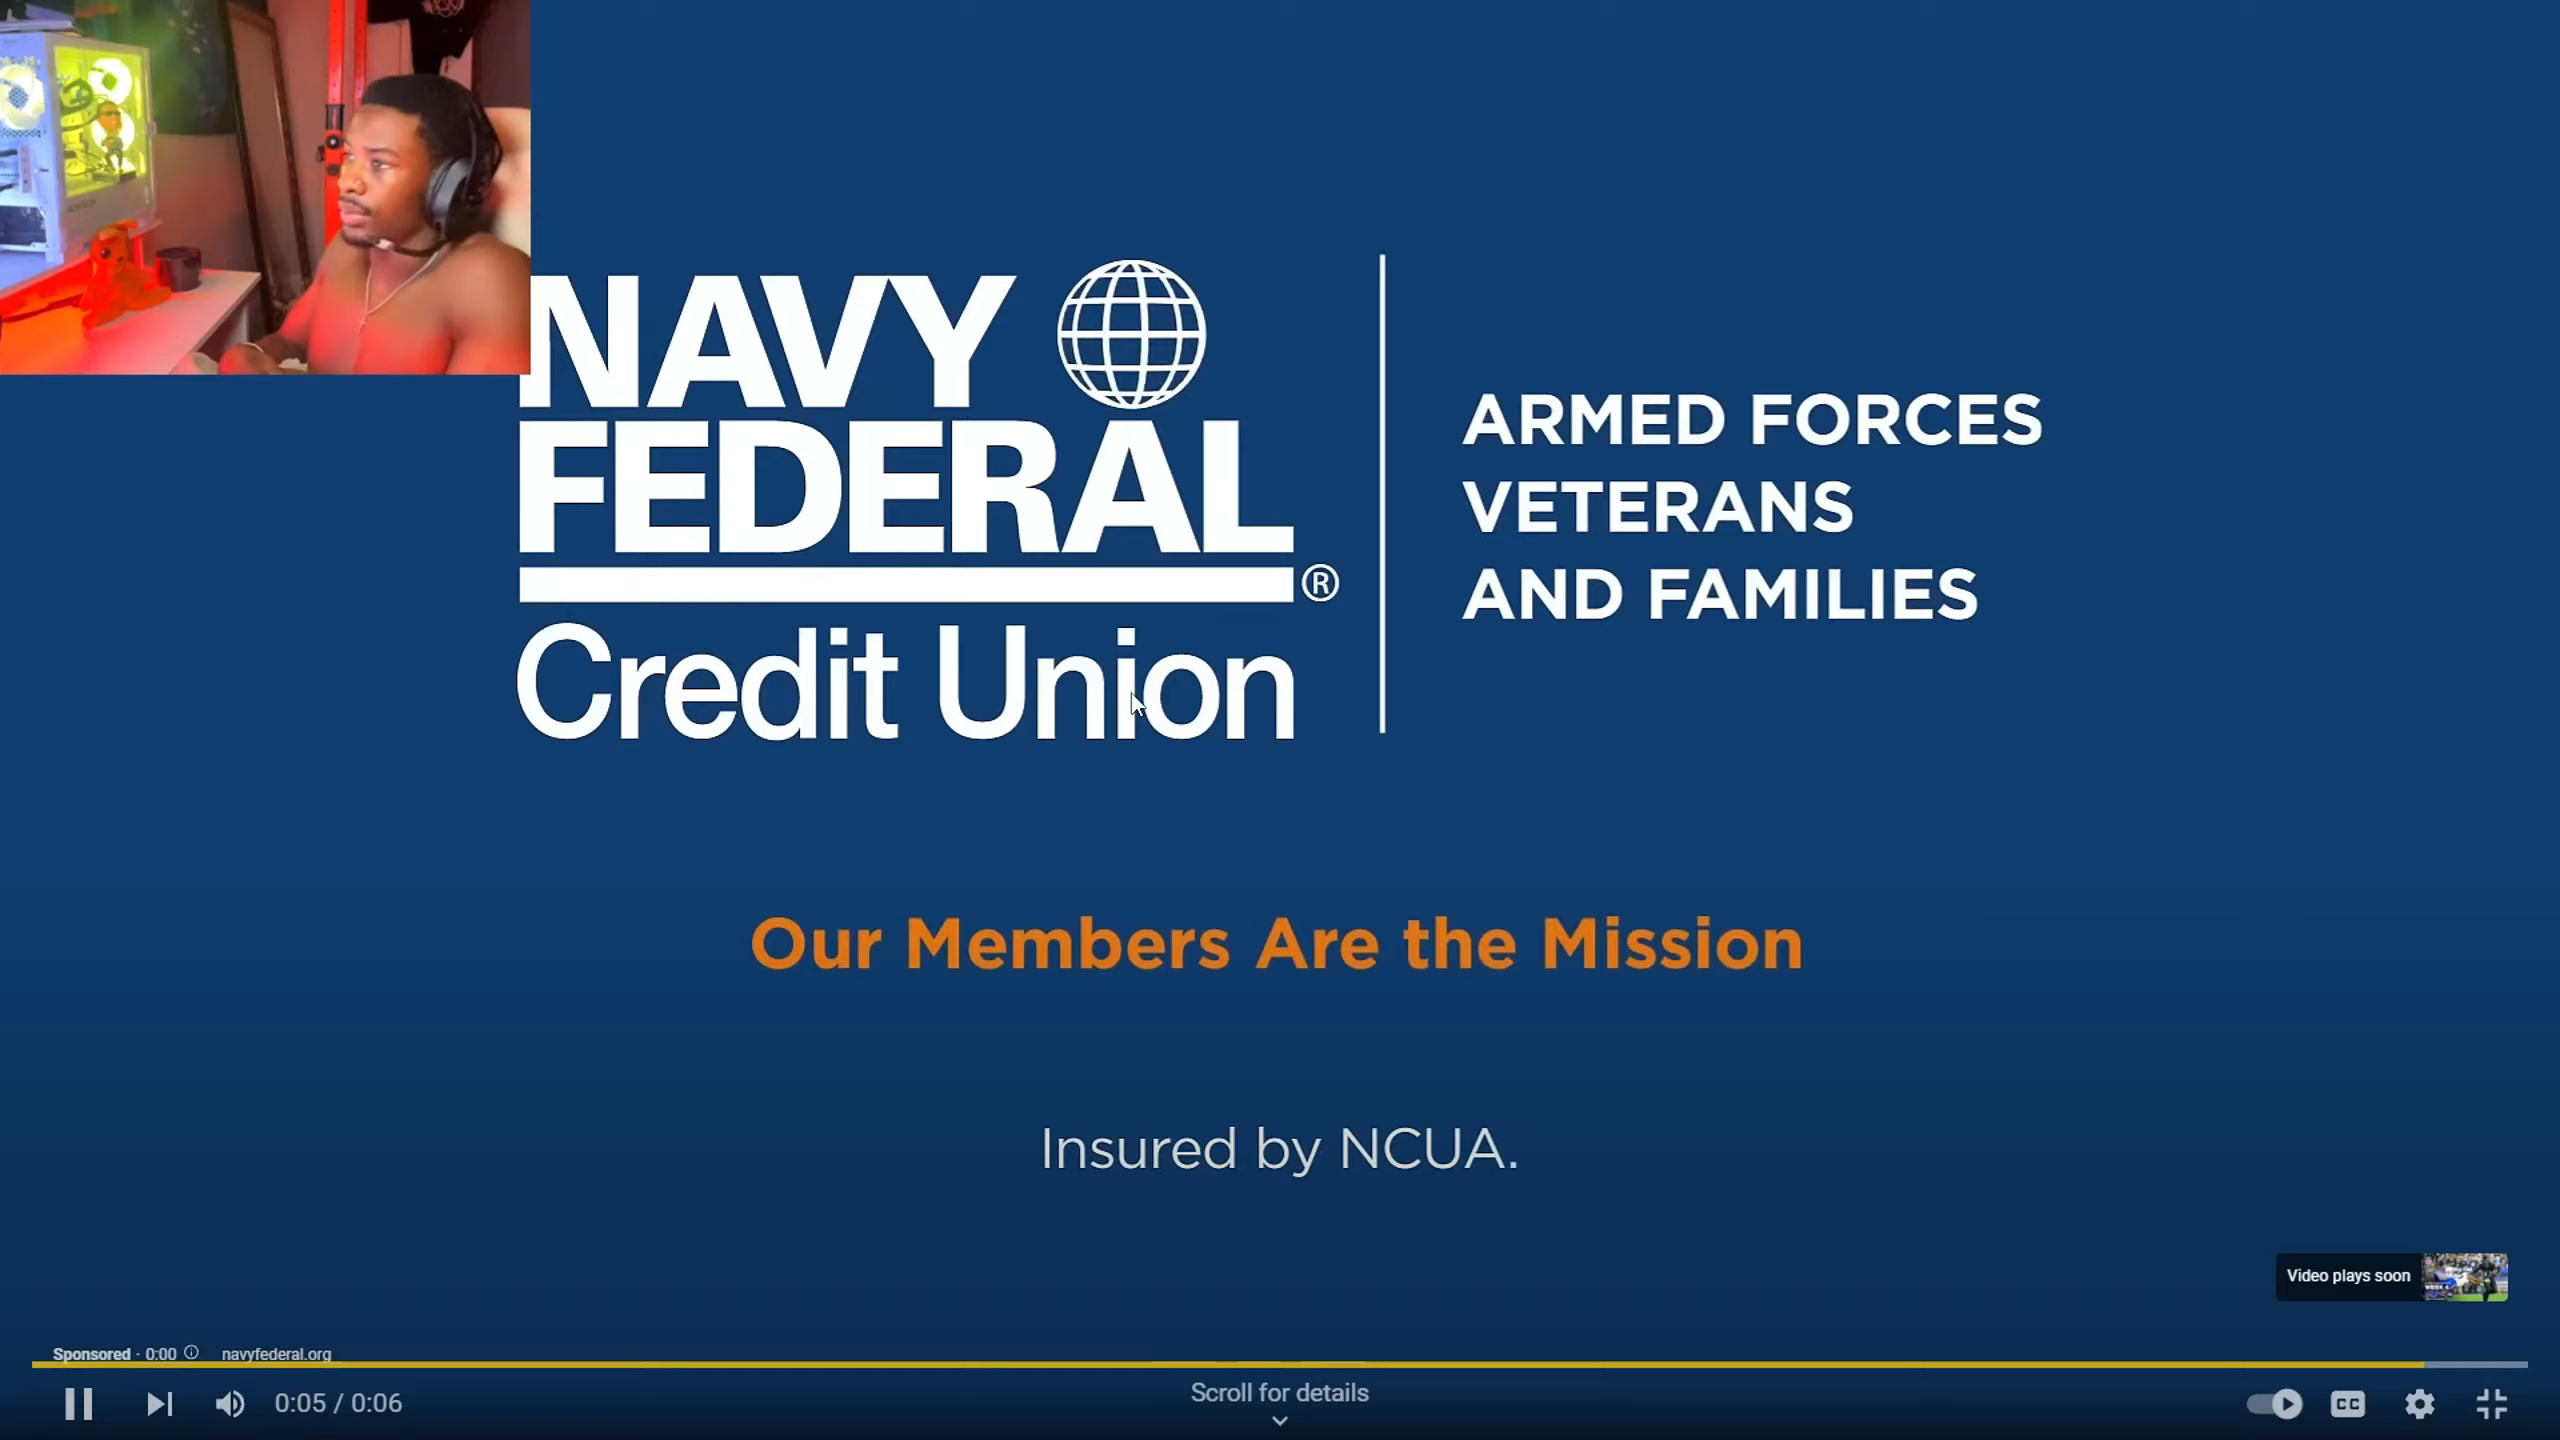 NAVY
FEDERAL
®
Credit Union
ARMED FORCES
VETERANS
AND FAMILIES
Our Members Are the Mission
Insured by NCUA.
Video plays soon
Sponsored · 0:00 navyfederal.org
0:05 / 0:06
Scroll for details
CC